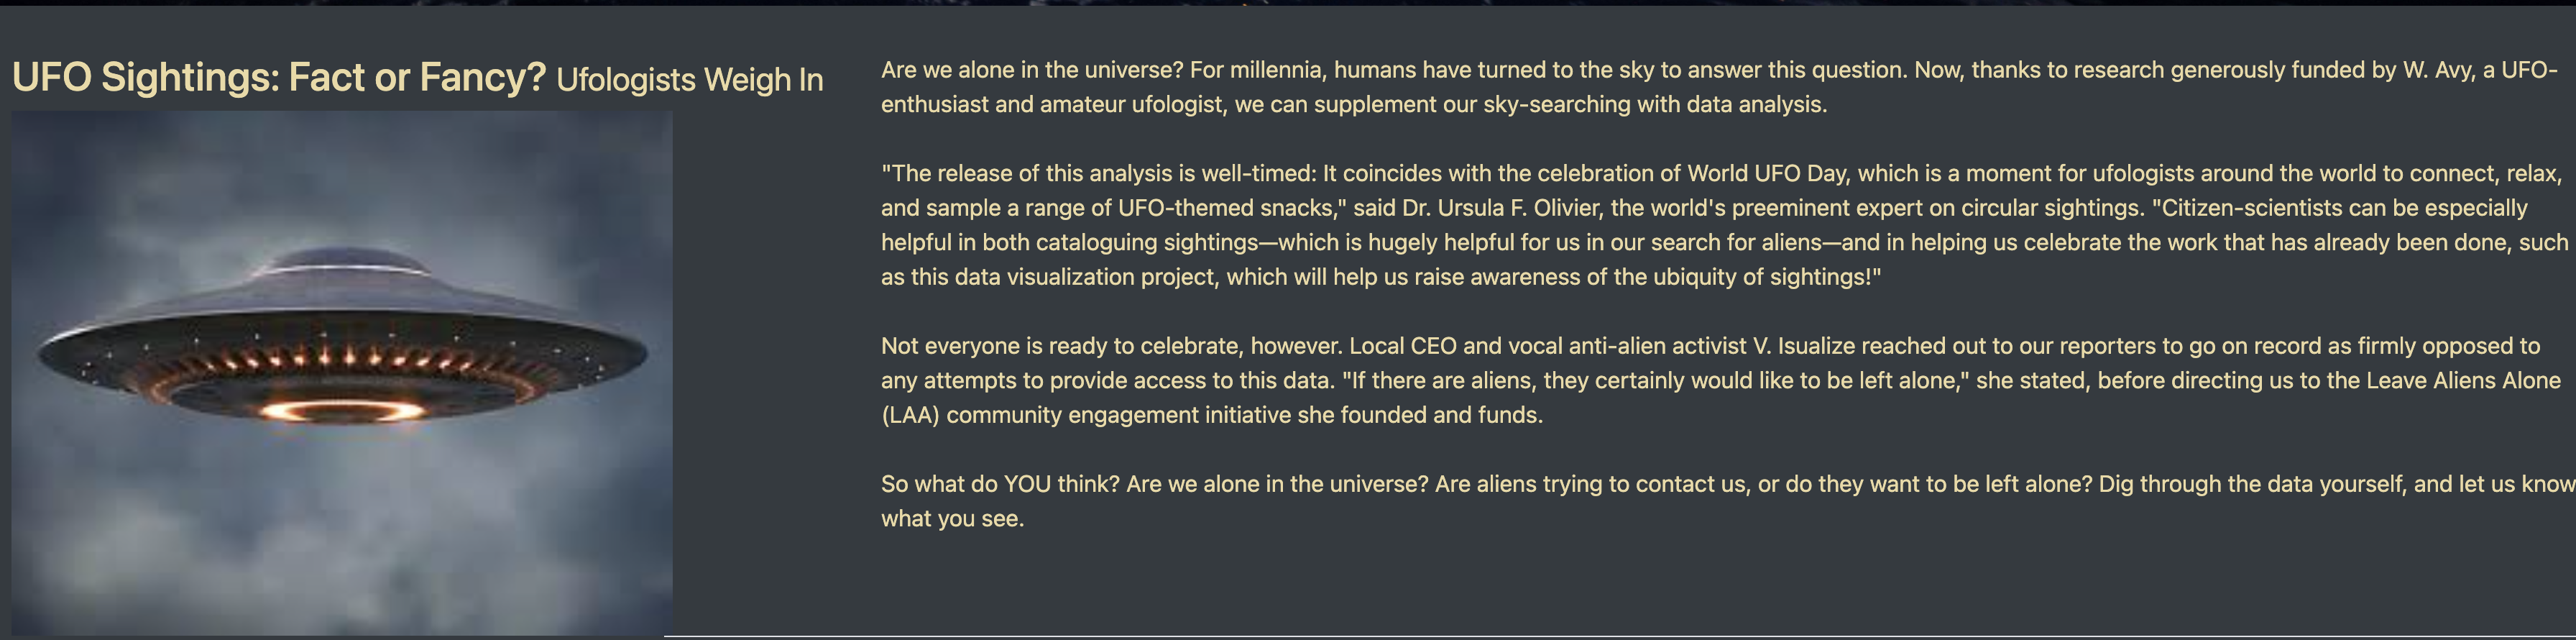 UFO Sightings: Fact or Fancy? Ufologists Weigh In
Are we alone in the universe? For millennia, humans have turned to the sky to answer this question. Now, thanks to research generously funded by W. Avy, a UFO-
enthusiast and amateur ufologist, we can supplement our sky-searching with data analysis.
"The release of this analysis is well-timed: It coincides with the celebration of World UFO Day, which is a moment for ufologists around the world to connect, relax,
and sample a range of UFO-themed snacks," said Dr. Ursula F. Olivier, the world's preeminent expert on circular sightings. "Citizen-scientists can be especially
helpful in both cataloguing sightings—which is hugely helpful for us in our search for aliens—and in helping us celebrate the work that has already been done, such
as this data visualization project, which will help us raise awareness of the ubiquity of sightings!"
Not everyone is ready to celebrate, however. Local CEO and vocal anti-alien activist V. Isualize reached out to our reporters to go on record as firmly opposed to
any attempts to provide access to this data. "If there are aliens, they certainly would like to be left alone," she stated, before directing us to the Leave Aliens Alone
(LAA) community engagement initiative she founded and funds.
So what do YOU think? Are we alone in the universe? Are aliens trying to contact us, or do they want to be left alone? Dig through the data yourself, and let us know
what you see.